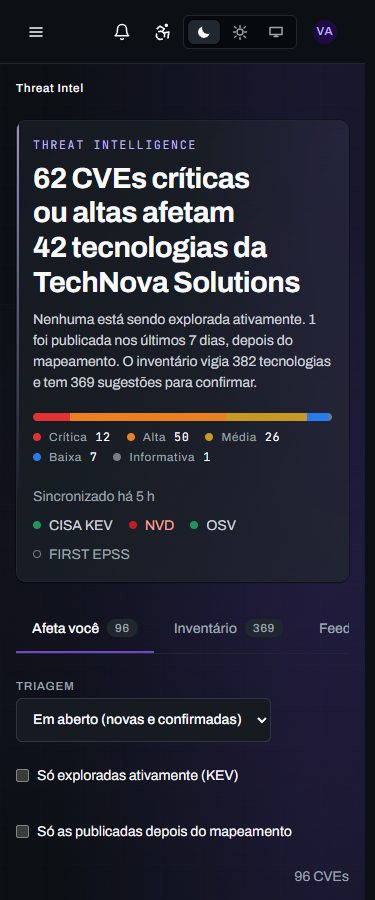 VA
Threat Intel
THREAT INTELLIGENCE
62 CVEs críticas
ou altas afetam
42 tecnologias da
TechNova Solutions
Nenhuma está sendo explorada ativamente. 1
foi publicada nos últimos 7 dias, depois do
mapeamento. O inventário vigia 382 tecnologias
e tem 369 sugestões para confirmar.
Crítica 12 Alta 50 Média 26
Baixa 7 Informativa 1
Sincronizado há 5 h
CISA KEV NVD OSV
FIRST EPSS
Afeta você 96 Inventário 369 Feed
TRIAGEM
Em aberto (novas e confirmadas)
Só exploradas ativamente (KEV)
Só as publicadas depois do mapeamento
96 CVEs